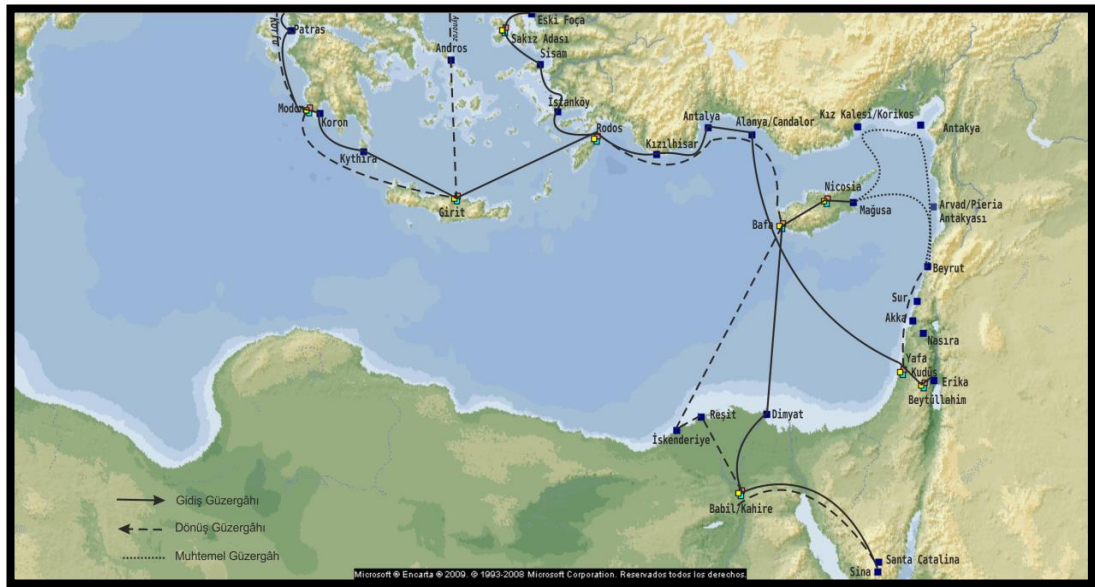 Korfu
Patras
Andros
Eski Foça
Sakız Adası
Sisam
İstanköy
Modon
Koron
Kythira
Girit
Rodos
Kızılhisar
Antalya
Alanya/Candalor
Kız Kalesi/Korikos
Antakya
Nicosia
Mağusa
Bafa
Arvad/Pieria
Antakyası
Beyrut
Sur
Akka
Nasıra
Yafa
Kudüs
Erika
Beytüllahim
Reşit
Dimyat
İskenderiye
Babil/Kahire
Santa Catalina
Sina
Gidiş Güzergâhı
Dönüş Güzergâhı
Muhtemel Güzergâh
Microsoft ® Encarta ® 2009. © 1993-2008 Microsoft Corporation. Reservados todos los derechos.